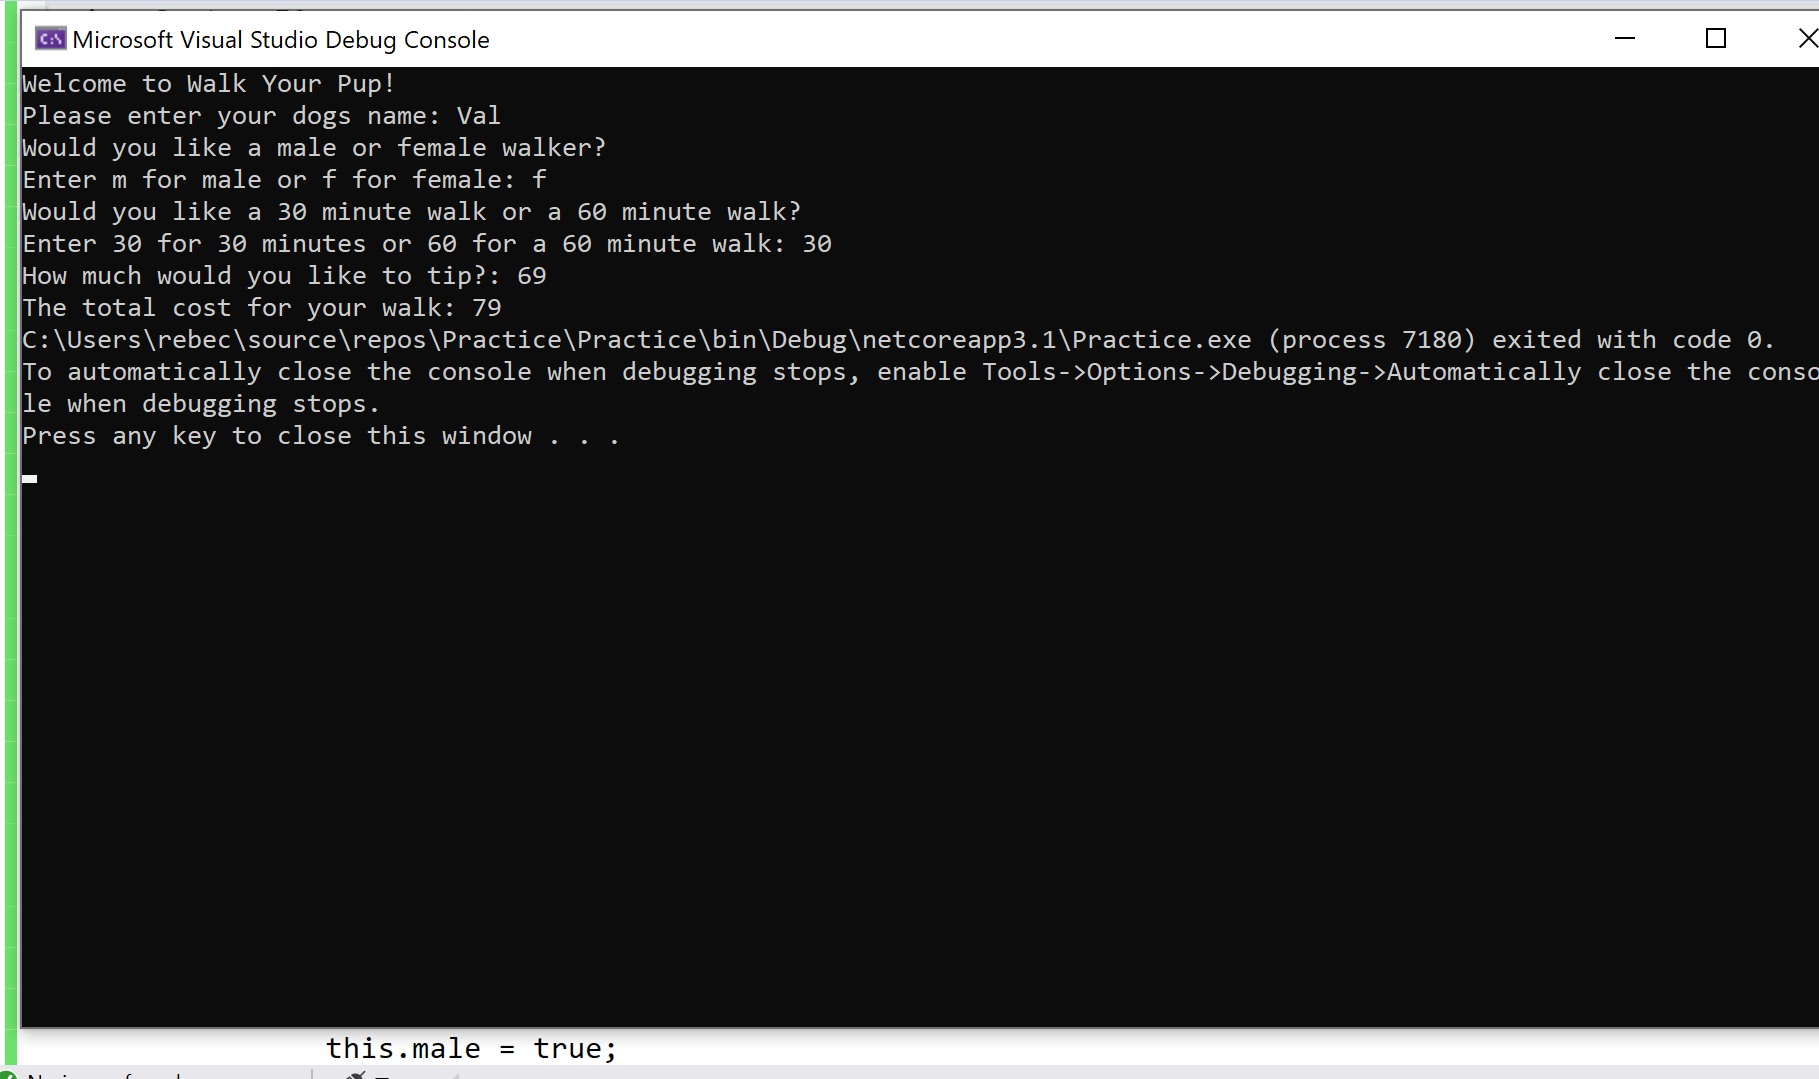 Microsoft Visual Studio Debug Console
Welcome to Walk Your Pup!
Please enter your dogs name: Val
Would you like a male or female walker?
Enter m for male or f for female: f
Would you like a 30 minute walk or a 60 minute walk?
Enter 30 for 30 minutes or 60 for a 60 minute walk: 30
How much would you like to tip?: 69
The total cost for your walk: 79
C:\Users\rebec\source\repos\Practice\Practice\bin\Debug\netcoreapp3.1\Practice.exe (process 7180) exited with code 0.
To automatically close the console when debugging stops, enable Tools->Options->Debugging->Automatically close the conso
le when debugging stops.
Press any key to close this window . . .
this.male = true;